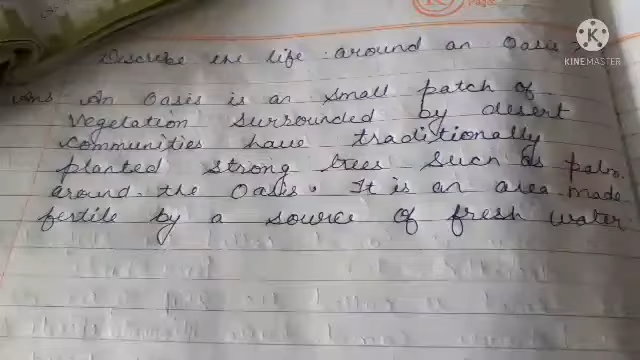 K
Page
K
KINEMASTER
Describe the life around an Oasis :-
Ans An Oasis is an small patch of
vegetation surrounded by desert
communities have traditionally
planted strong trees such as palm.
around the Oasis. It is an area made
fertile by a source of fresh water